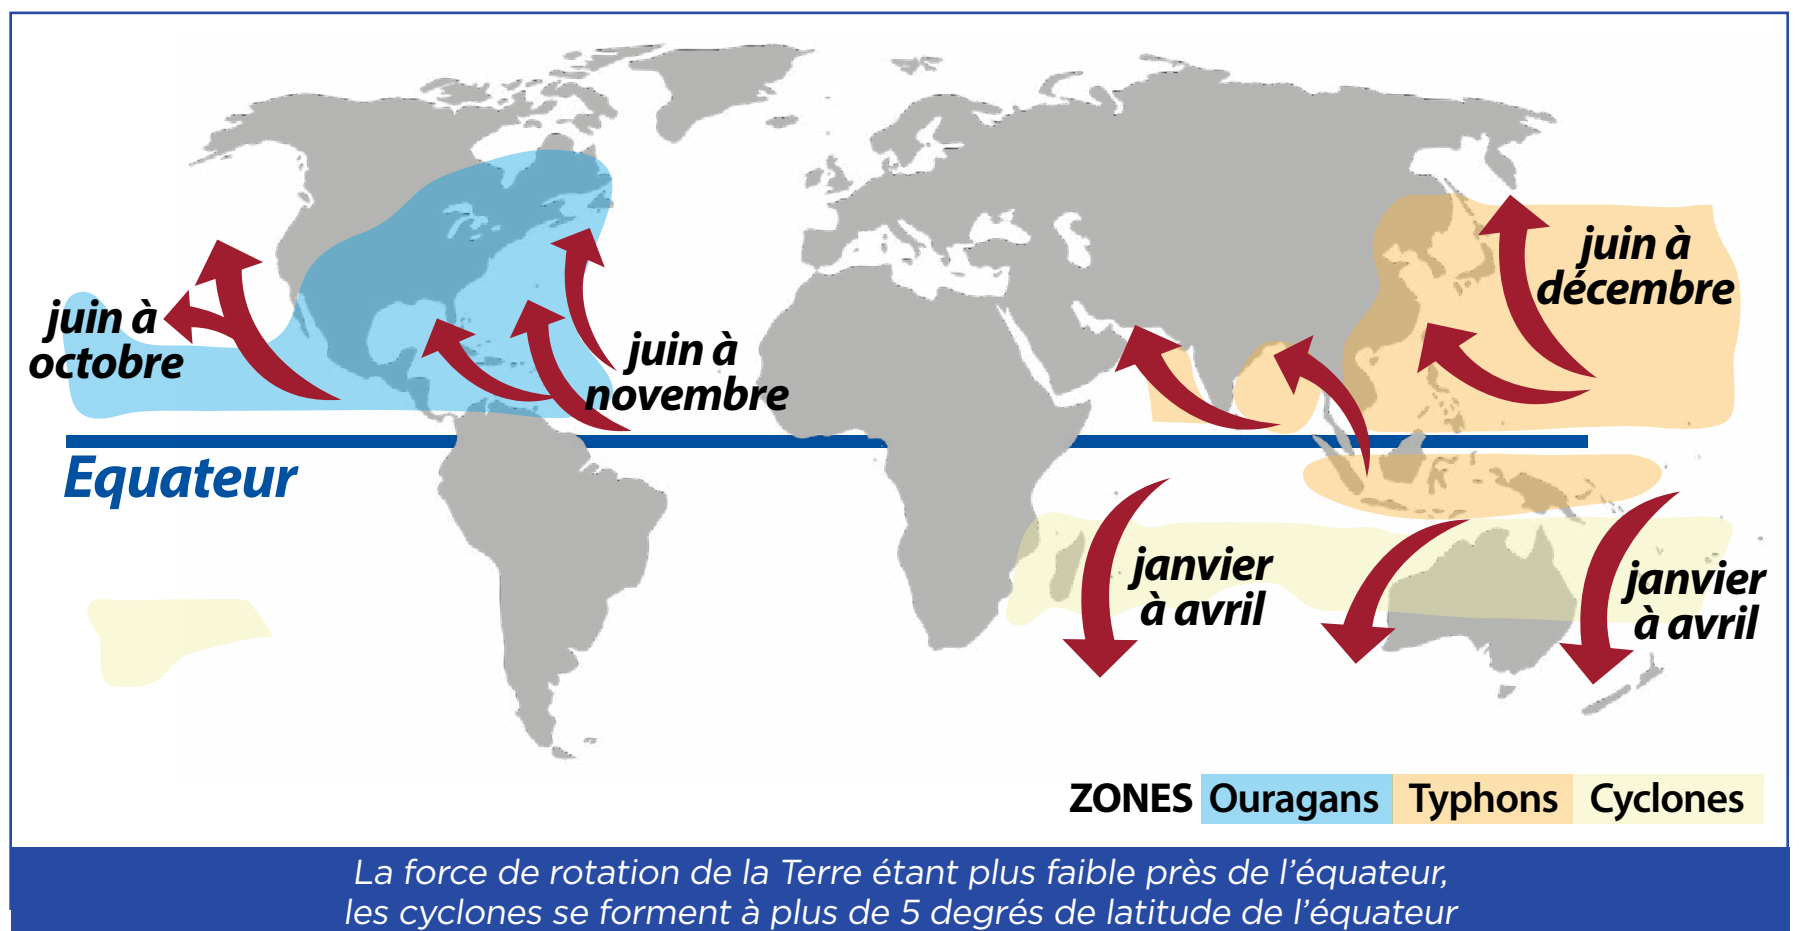 juin à
octobre
juin à
novembre
juin à
décembre
Equateur
janvier
à avril
janvier
à avril
ZONES Ouragans Typhons Cyclones
La force de rotation de la Terre étant plus faible près de l’équateur,
les cyclones se forment à plus de 5 degrés de latitude de l’équateur